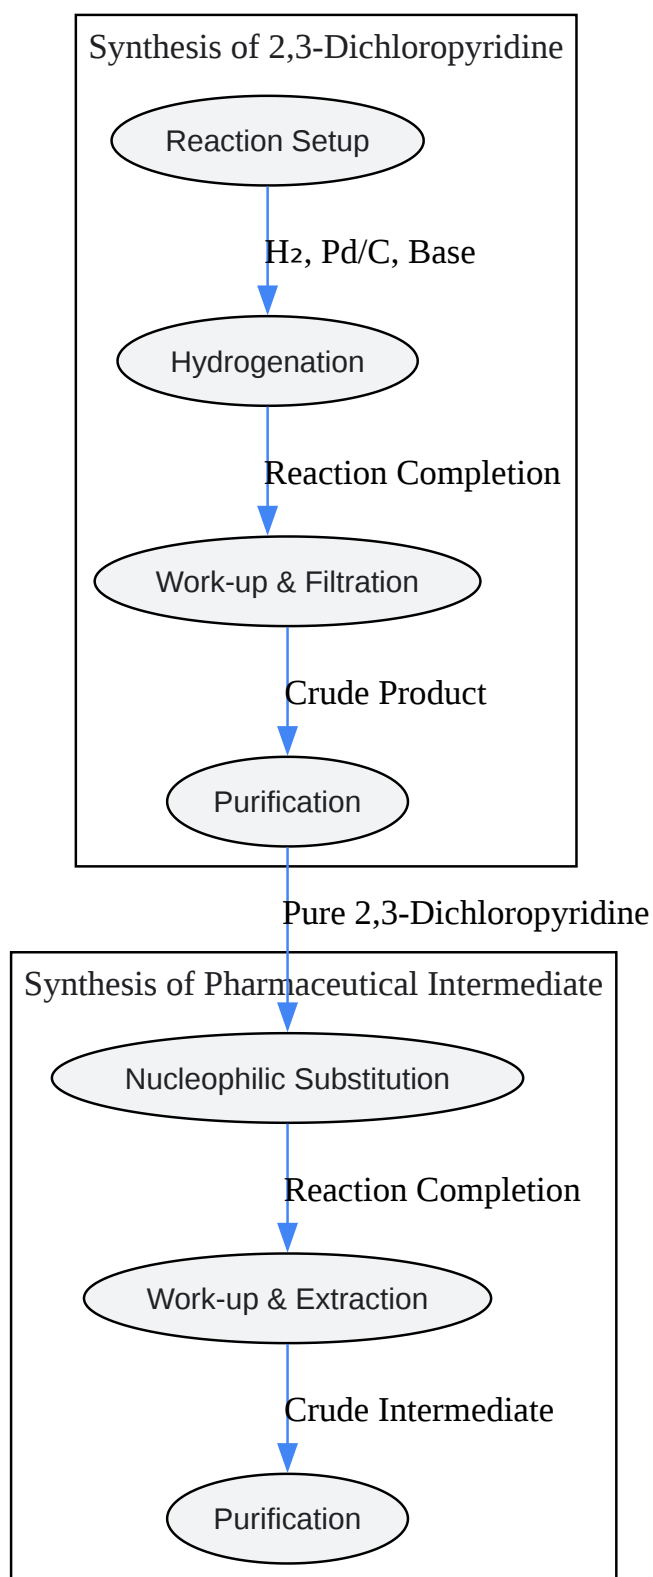 Synthesis of 2,3-Dichloropyridine
Reaction Setup
H₂, Pd/C, Base
Hydrogenation
Reaction Completion
Work-up & Filtration
Crude Product
Purification
Pure 2,3-Dichloropyridine
Synthesis of Pharmaceutical Intermediate
Nucleophilic Substitution
Reaction Completion
Work-up & Extraction
Crude Intermediate
Purification